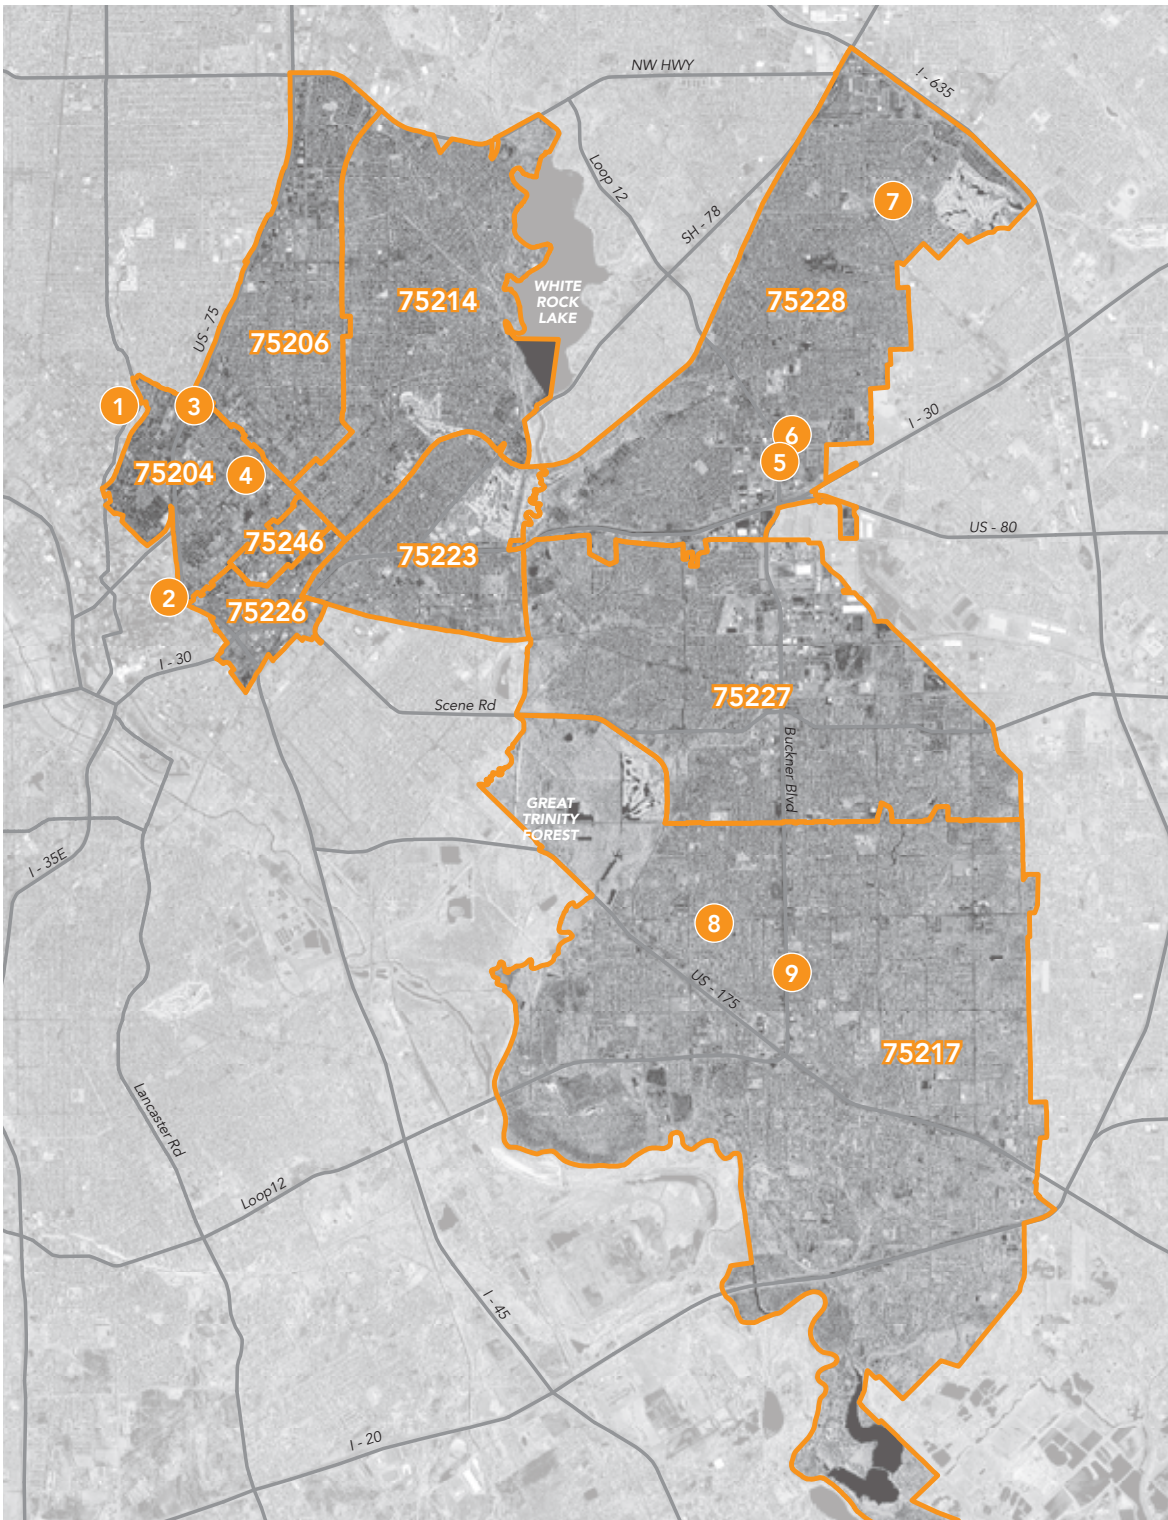 NW HWY
I - 635
Loop 12
7
SH - 78
75214
WHITE
ROCK
LAKE
75228
US - 75
75206
1
3
I - 30
6
5
75204
4
US - 80
75246
75223
2
75226
I - 30
75227
Scene Rd
Buckner Blvd
GREAT
TRINITY
FOREST
I - 35E
8
9
US - 175
75217
Lancaster Rd
Loop12
I - 45
I - 20